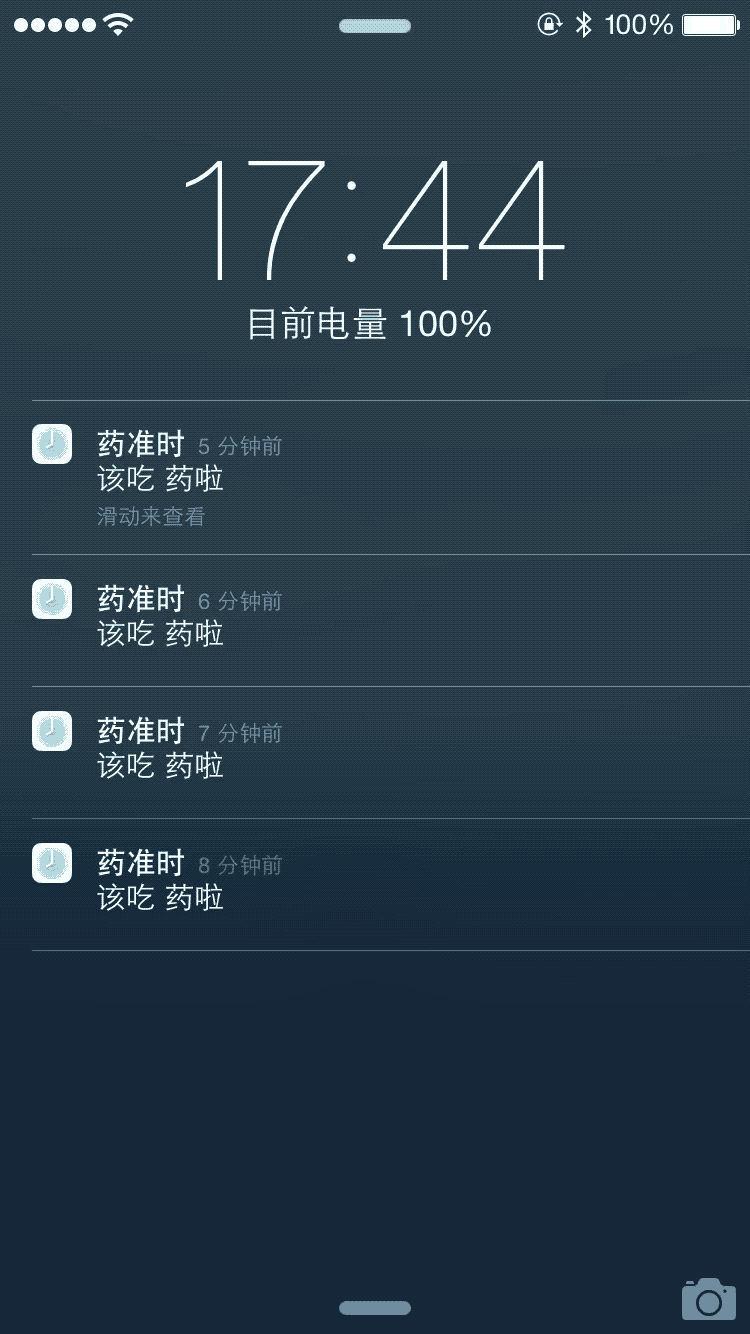 100%
17:44
目前电量 100%
药准时 5 分钟前
该吃 药啦
滑动来查看
药准时 6 分钟前
该吃 药啦
药准时 7 分钟前
该吃 药啦
药准时 8 分钟前
该吃 药啦